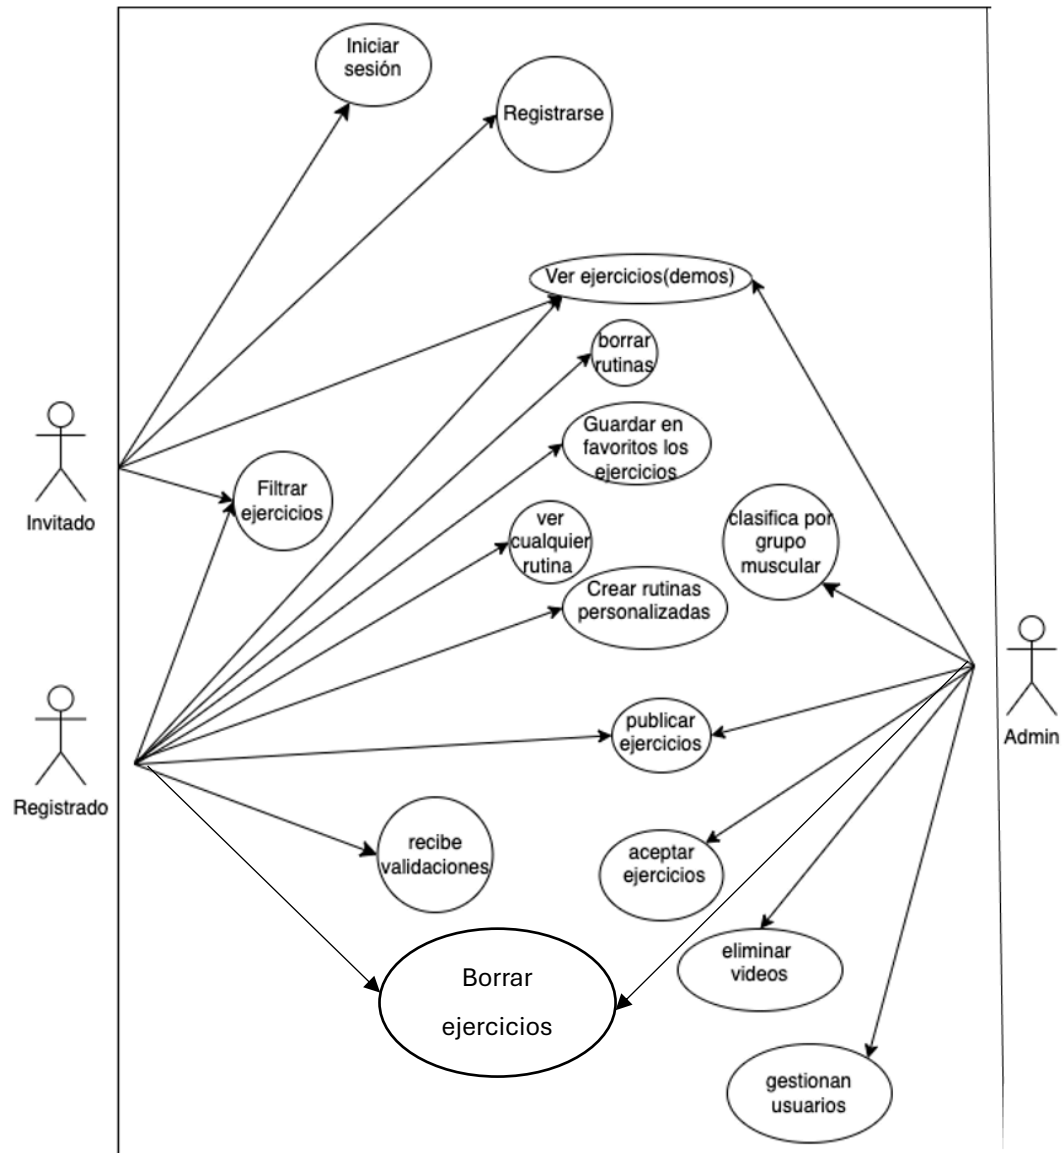 Iniciar
sesión
Registrarse
Ver ejercicios(demos)
borrar
rutinas
Guardar en
favoritos los
ejercicios
Invitado
Filtrar
ejercicios
ver
cualquier
rutina
clasifica por
grupo
muscular
Crear rutinas
personalizadas
publicar
ejercicios
Admin
Registrado
recibe
validaciones
aceptar
ejercicios
eliminar
videos
Borrar
ejercicios
gestionan
usuarios